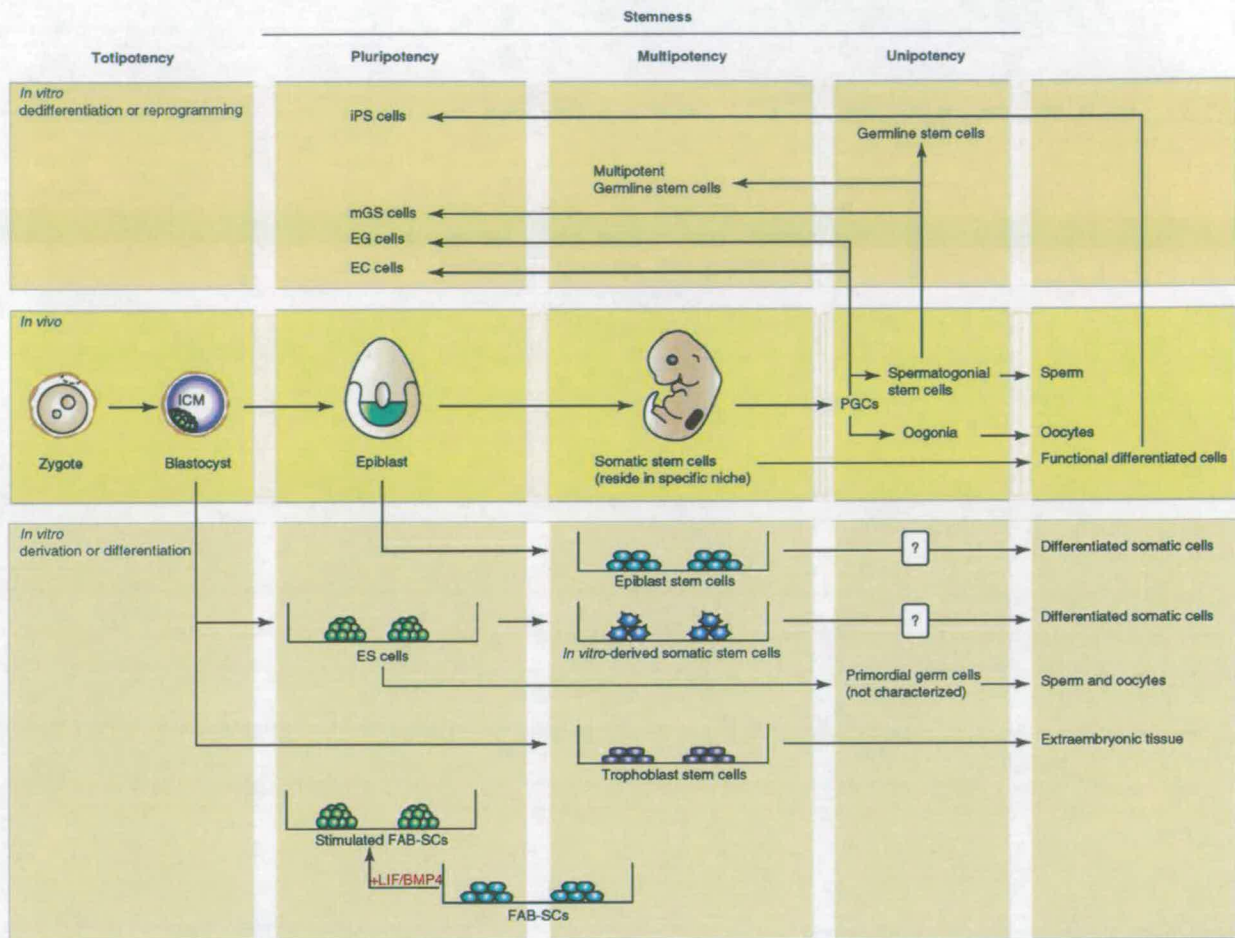 Stemness
Totipotency
Pluripotency
Multipotency
Unipotency
In vitro
dedifferentiation or reprogramming
iPS cells
Germline stem cells
Multipotent
Germline stem cells
mGS cells
EG cells
EC cells
In vivo
ICM
Zygote
Blastocyst
Epiblast
Somatic stem cells
(reside in specific niche)
PGCs
Spermatogonial
stem cells
Sperm
Oogonia
Oocytes
Functional differentiated cells
In vitro
derivation or differentiation
Epiblast stem cells
?
Differentiated somatic cells
ES cells
In vitro-derived somatic stem cells
?
Differentiated somatic cells
Primordial germ cells
(not characterized)
Sperm and oocytes
Trophoblast stem cells
Extraembryonic tissue
Stimulated FAB-SCs
+LIF/BMP4
FAB-SCs